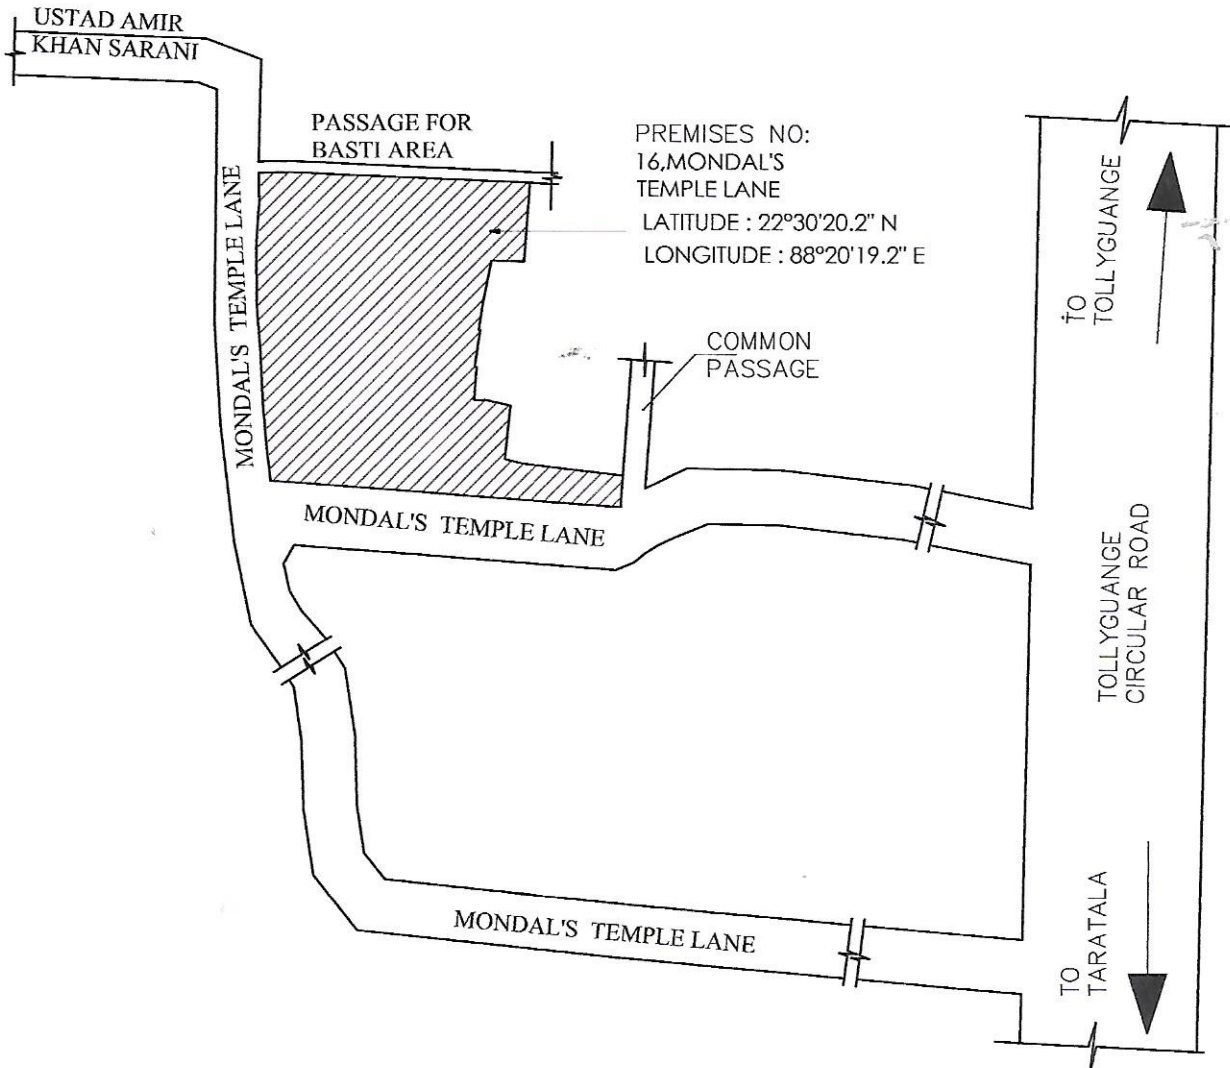 USTAD AMIR
KHAN SARANI
PASSAGE FOR
BASTI AREA
PREMISES NO:
16,MONDAL'S
TEMPLE LANE
LATITUDE : 22°30'20.2" N
LONGITUDE : 88°20'19.2" E
MONDAL'S TEMPLE LANE
TO
TOLLYGUANGE
COMMON
PASSAGE
MONDAL'S TEMPLE LANE
TOLLYGUANGE
CIRCULAR ROAD
MONDAL'S TEMPLE LANE
TO
TARATALA